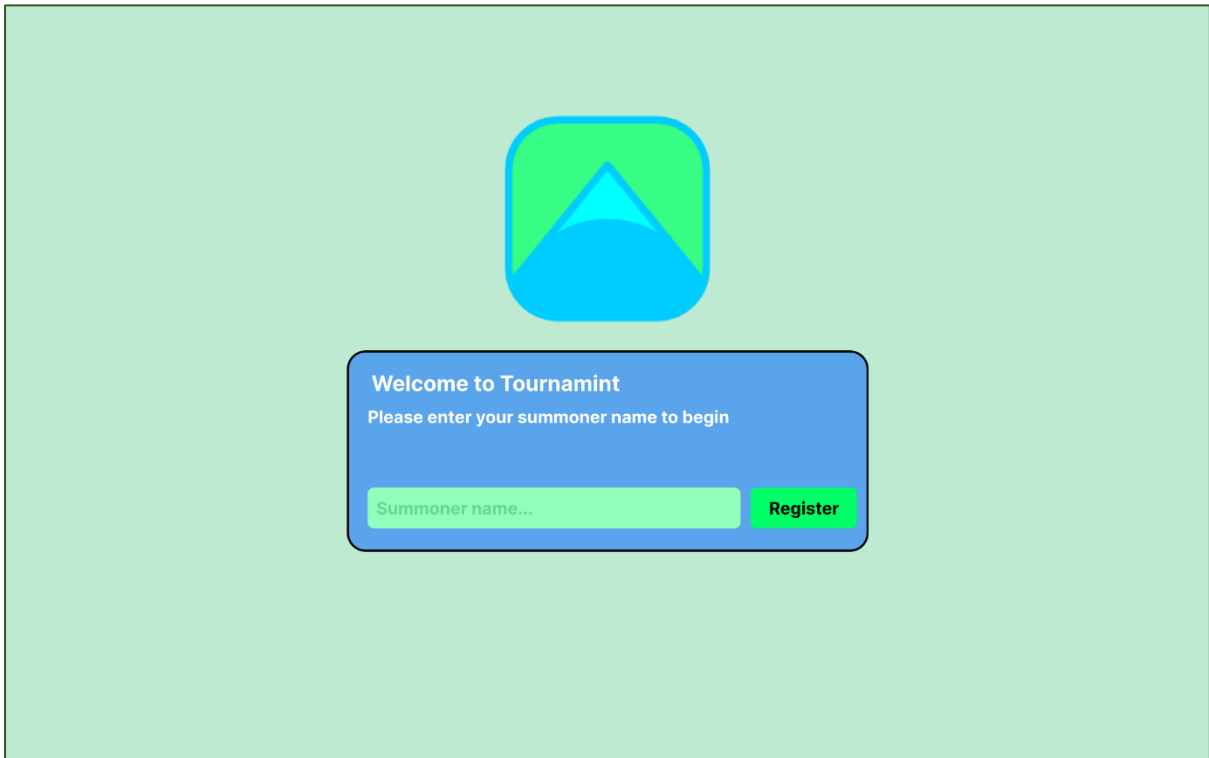 Welcome to Tournamint
Please enter your summoner name to begin
Summoner name...
Register